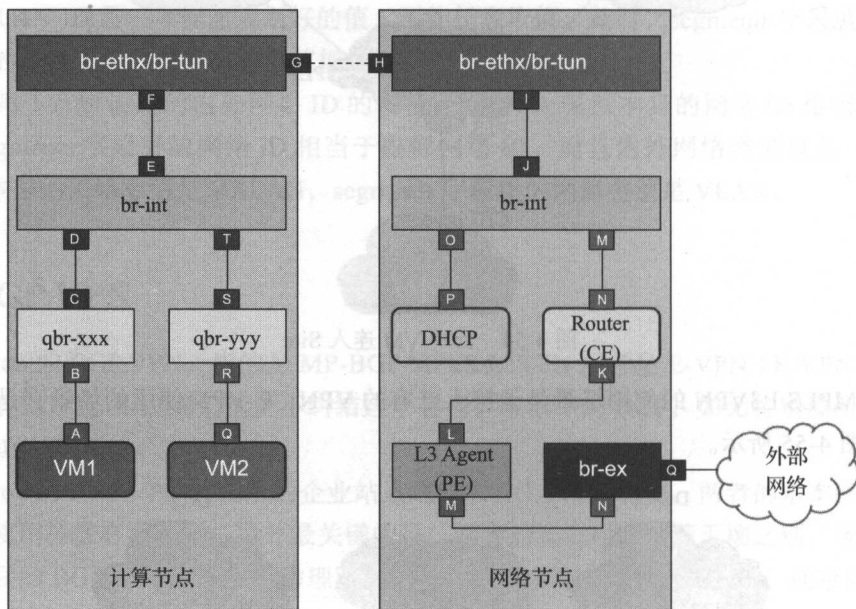 br-ethx/br-tun
G
H
br-ethx/br-tun
F
I
E
J
br-int
br-int
D
T
O
M
C
S
P
N
qbr-xxx
qbr-yyy
DHCP
Router
(CE)
B
R
K
A
Q
L
VM1
VM2
L3 Agent
(PE)
br-ex
Q
外部
网络
M
N
计算节点
网络节点